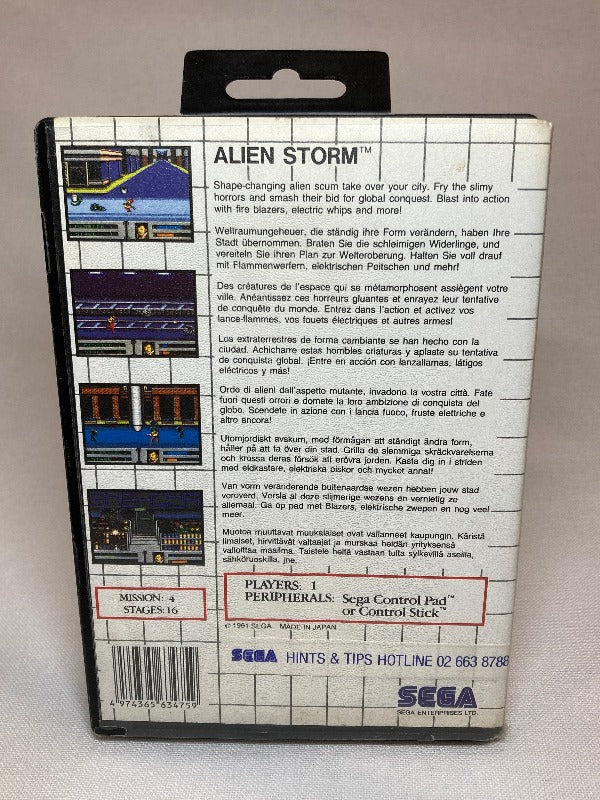 ALIEN STORM™
Shape-changing alien scum take over your city. Fry the slimy
horrors and smash their bid for global conquest. Blast into action
with fire blazers, electric whips and more!
Weltraumungeheuer, die ständig ihre Form verändern, haben Ihre
Stadt übernommen. Braten Sie die schleimigen Widerlinge, und
vereiteln Sie ihren Plan zur Welteroberung. Halten Sie voll drauf
mit Flammenwerfern, elektrischen Peitschen und mehr!
Des créatures de l'espace qui se métamorphosent assiègent votre
ville. Anéantissez ces horreurs gluantes et enrayez leur tentative
de conquête du monde. Entrez dans l'action et activez vos
lance-flammes, vos fouets électriques et autres armes!
Los extraterrestres de forma cambiante se han hecho con la
ciudad. Achicharre estas horribles criaturas y aplaste su tentativa
de conquista global. ¡Entre en acción con lanzallamas, látigos
eléctricos y más!
Orde di alieni dall'aspetto mutante, invadono la vostra città. Fate
fuori questi orrori e domate la loro ambizione di conquista del
globo. Scendete in azione con i lancia fuoco, fruste elettriche e
altro ancora!
Utomjordiskt avskum, med förmågan att ständigt ändra form,
håller på att ta över din stad. Grilla de slemmiga skräckvarelserna
och krossa deras försök att erövra jorden. Kasta dig in i striden
med eldkastare, elektriska piskor och mycket annat!
Van vorm veranderende buitenaardse wezen hebben jouw stad
veroverd. Versla al deze slijmerige wezens en vernietig ze
allemaal. Ga op pad met Blazers, elektrische zwepen en nog veel
meer.
Muotoa muuttavat muukalaiset ovat vallanneet kaupungin. Käristä
limaiset, hirvittävät valtaajat ja murskaa heidän yrityksensä
valloittaa maailma. Taistele heitä vastaan tulta sylkevillä aseilla,
sähköruoskilla, jne.
MISSION: 4
STAGES: 16
PLAYERS: 1
PERIPHERALS: Sega Control Pad™
or Control Stick™
© 1991 SEGA MADE IN JAPAN
SEGA HINTS & TIPS HOTLINE 02 663 8788
4 974365 634759
SEGA
SEGA ENTERPRISES LTD.